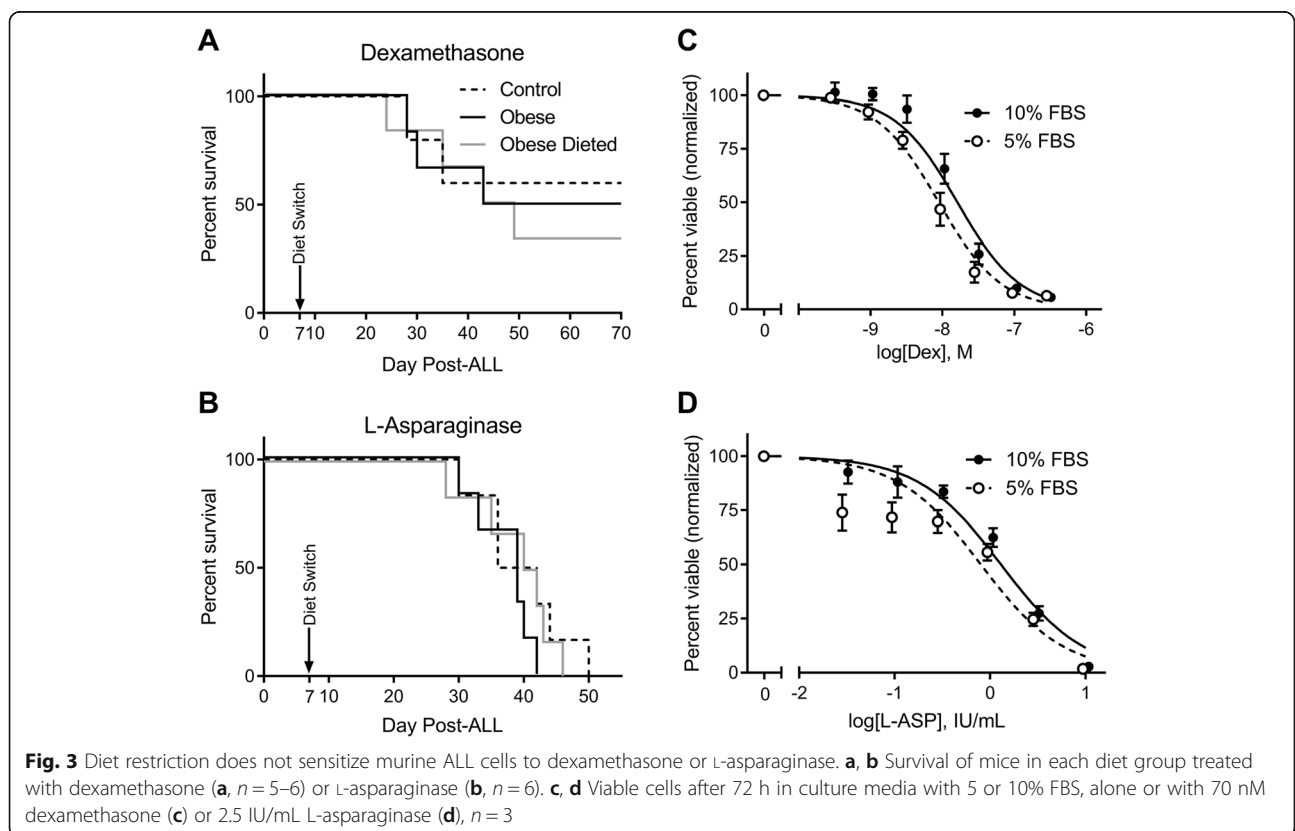 A
Dexamethasone
Control
Obese
Obese Dieted
Percent survival
100
50
0
Diet Switch
0 7 10 20 30 40 50 60 70
Day Post-ALL
B
L-Asparaginase
Percent survival
100
50
0
Diet Switch
0 7 10 20 30 40 50
Day Post-ALL
C
Percent viable (normalized)
100
75
50
25
0
10% FBS
5% FBS
0 -9 -8 -7 -6
log[Dex], M
D
Percent viable (normalized)
100
75
50
25
0
10% FBS
5% FBS
0 -2 -1 0 1
log[L-ASP], IU/mL
Fig. 3 Diet restriction does not sensitize murine ALL cells to dexamethasone or L-asparaginase. a, b Survival of mice in each diet group treated
with dexamethasone (a, n = 5–6) or L-asparaginase (b, n = 6). c, d Viable cells after 72 h in culture media with 5 or 10% FBS, alone or with 70 nM
dexamethasone (c) or 2.5 IU/mL L-asparaginase (d), n = 3